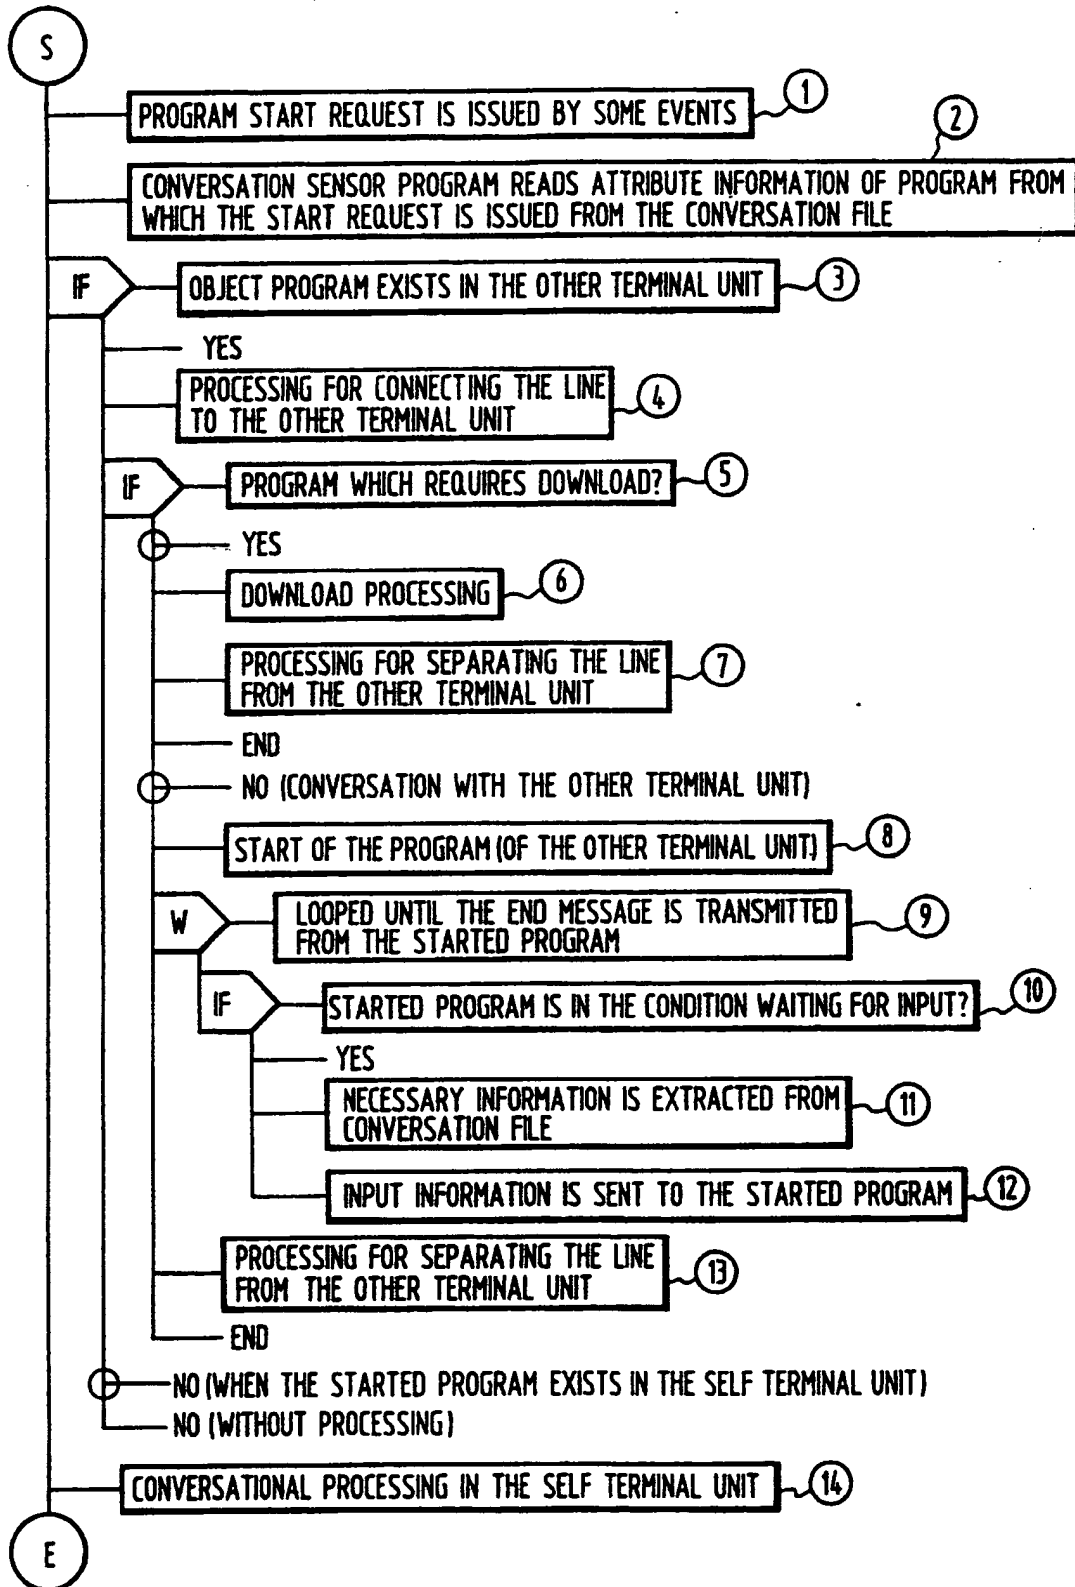 S
1
PROGRAM START REQUEST IS ISSUED BY SOME EVENTS
2
CONVERSATION SENSOR PROGRAM READS ATTRIBUTE INFORMATION OF PROGRAM FROM
WHICH THE START REQUEST IS ISSUED FROM THE CONVERSATION FILE
IF
OBJECT PROGRAM EXISTS IN THE OTHER TERMINAL UNIT
3
YES
PROCESSING FOR CONNECTING THE LINE
TO THE OTHER TERMINAL UNIT
4
IF
PROGRAM WHICH REQUIRES DOWNLOAD?
5
YES
DOWNLOAD PROCESSING
6
PROCESSING FOR SEPARATING THE LINE
FROM THE OTHER TERMINAL UNIT
7
END
NO (CONVERSATION WITH THE OTHER TERMINAL UNIT)
START OF THE PROGRAM (OF THE OTHER TERMINAL UNIT)
8
W
LOOPED UNTIL THE END MESSAGE IS TRANSMITTED
FROM THE STARTED PROGRAM
9
IF
STARTED PROGRAM IS IN THE CONDITION WAITING FOR INPUT?
10
YES
NECESSARY INFORMATION IS EXTRACTED FROM
CONVERSATION FILE
11
INPUT INFORMATION IS SENT TO THE STARTED PROGRAM
12
PROCESSING FOR SEPARATING THE LINE
FROM THE OTHER TERMINAL UNIT
13
END
NO (WHEN THE STARTED PROGRAM EXISTS IN THE SELF TERMINAL UNIT)
NO (WITHOUT PROCESSING)
CONVERSATIONAL PROCESSING IN THE SELF TERMINAL UNIT
14
E